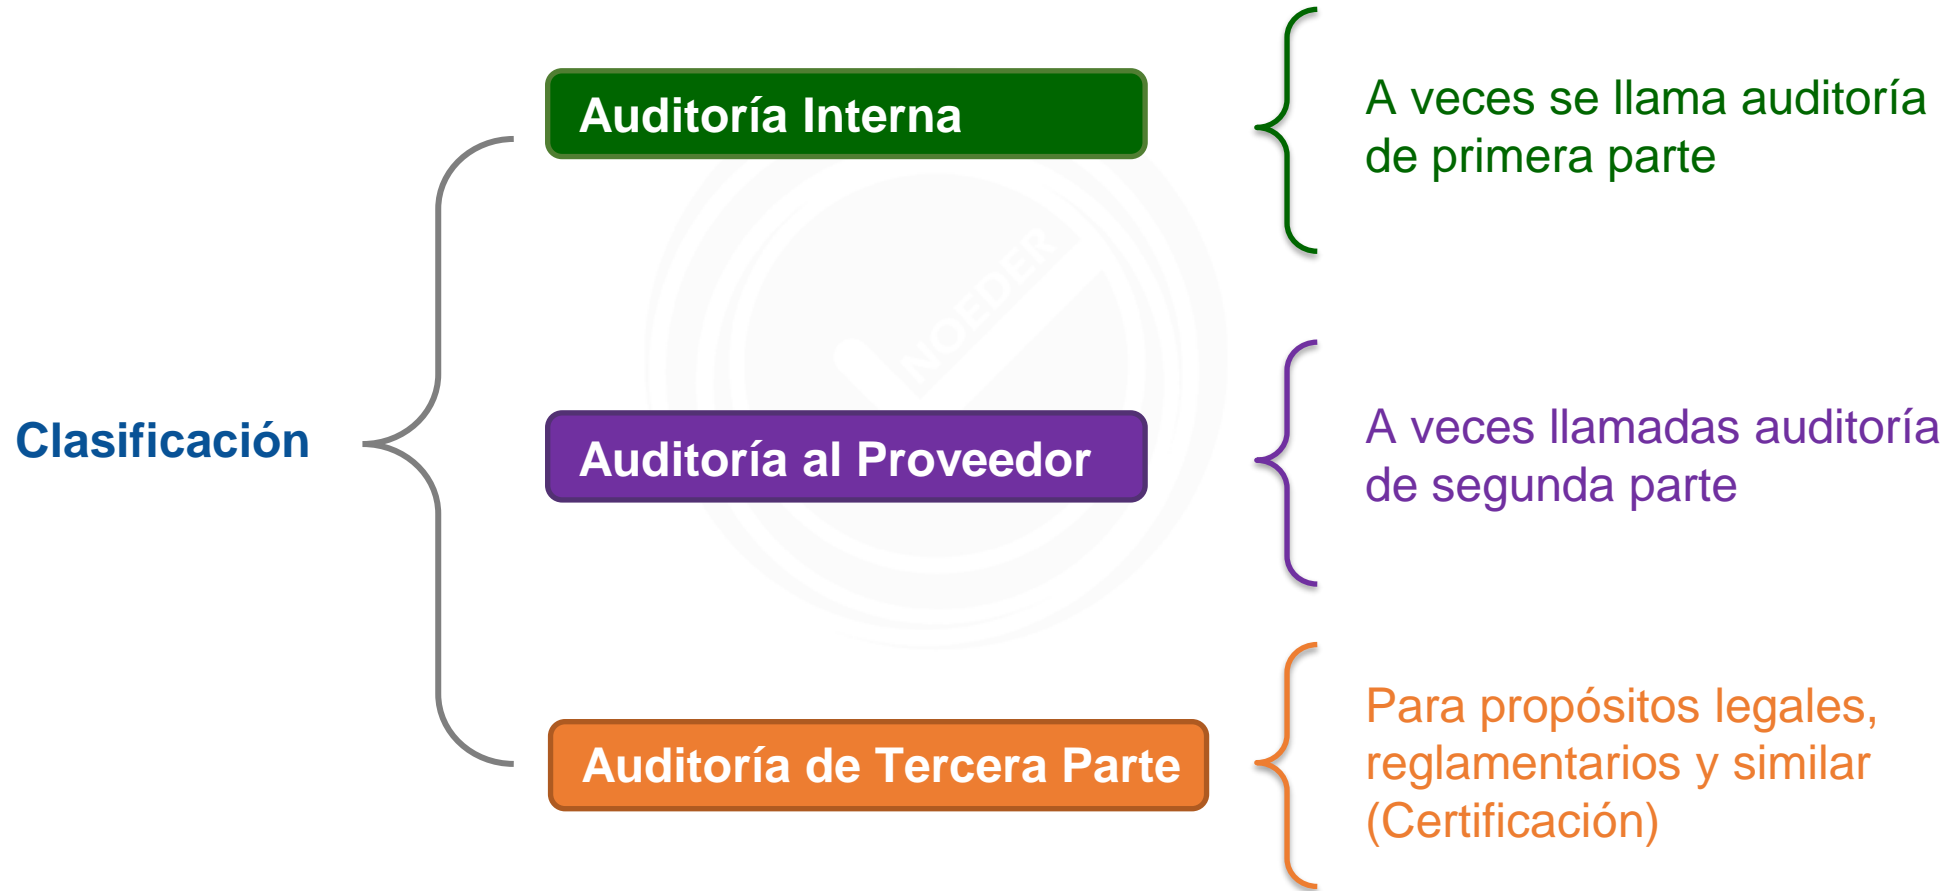 Auditoría Interna
A veces se llama auditoría
de primera parte
NOEDER
Clasificación
Auditoría al Proveedor
A veces llamadas auditoría
de segunda parte
Auditoría de Tercera Parte
Para propósitos legales,
reglamentarios y similar
(Certificación)